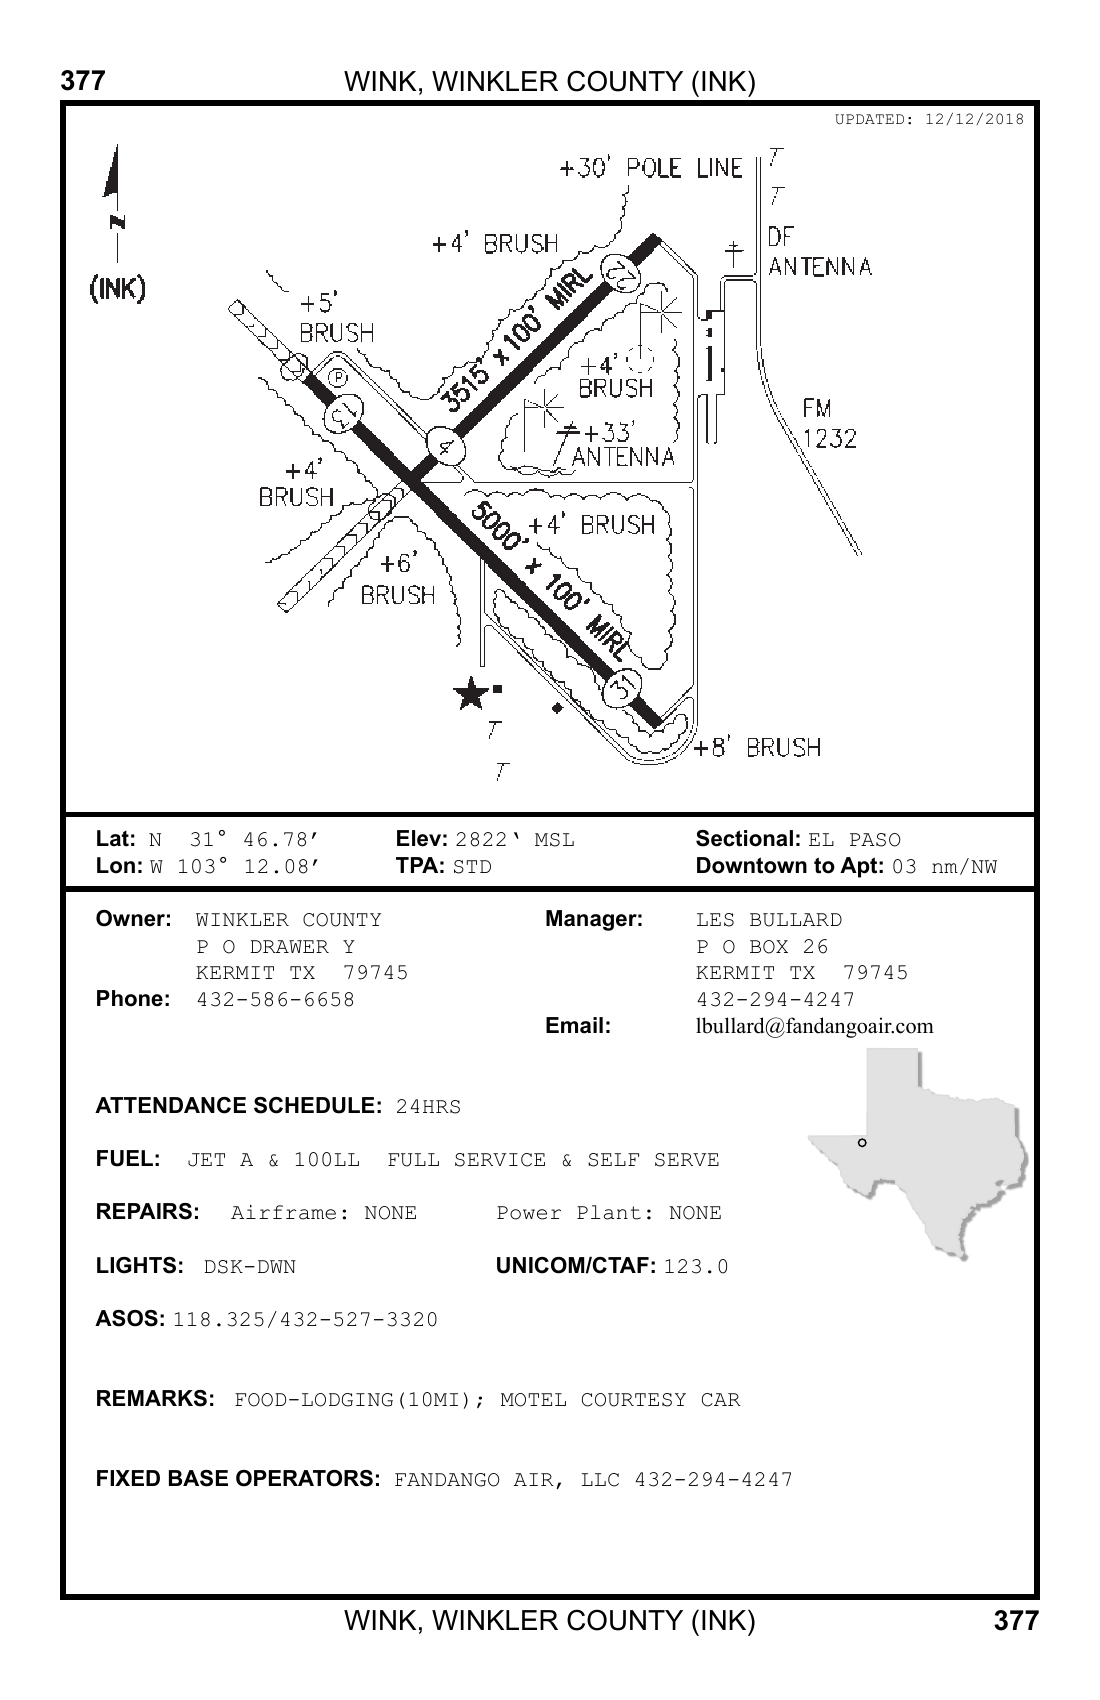 377 WINK, WINKLER COUNTY (INK)
UPDATED: 12/12/2018
+30' POLE LINE
T
T
N
(INK)
+4' BRUSH
DF
ANTENNA
22
+5'
BRUSH
3515' x 100' MIRL
+4'
BRUSH
P
13
FM
1232
4
+33'
ANTENNA
+4'
BRUSH
5000' x 100' MIRL
+4' BRUSH
+6'
BRUSH
31
T
T
+8' BRUSH
Lat: N 31° 46.78′ Elev: 2822‘ MSL Sectional: EL PASO
Lon: W 103° 12.08′ TPA: STD Downtown to Apt: 03 nm/NW
Owner: WINKLER COUNTY Manager: LES BULLARD
P O DRAWER Y P O BOX 26
KERMIT TX 79745 KERMIT TX 79745
Phone: 432-586-6658 432-294-4247
Email: lbullard@fandangoair.com
ATTENDANCE SCHEDULE: 24HRS
FUEL: JET A & 100LL FULL SERVICE & SELF SERVE
REPAIRS: Airframe: NONE Power Plant: NONE
LIGHTS: DSK-DWN UNICOM/CTAF: 123.0
ASOS: 118.325/432-527-3320
REMARKS: FOOD-LODGING(10MI); MOTEL COURTESY CAR
FIXED BASE OPERATORS: FANDANGO AIR, LLC 432-294-4247
WINK, WINKLER COUNTY (INK) 377